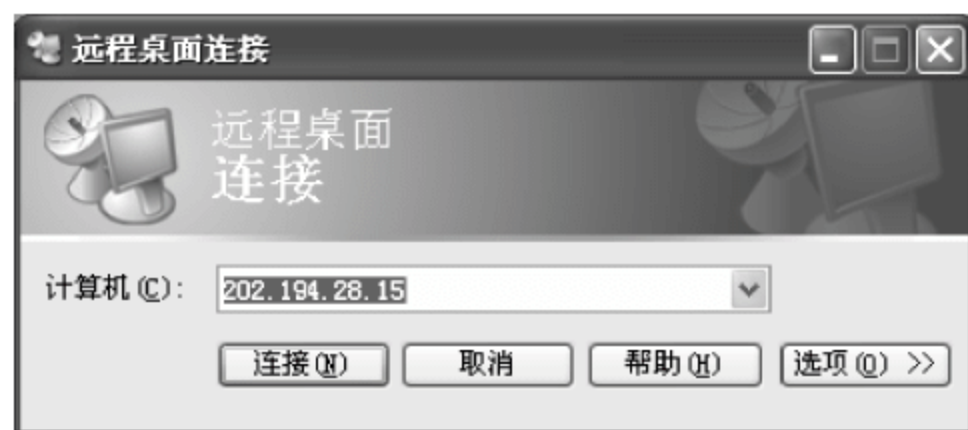 远程桌面连接
远程桌面
连接
计算机(C): 202.194.28.15
连接(N) 取消 帮助(H) 选项(O) >>